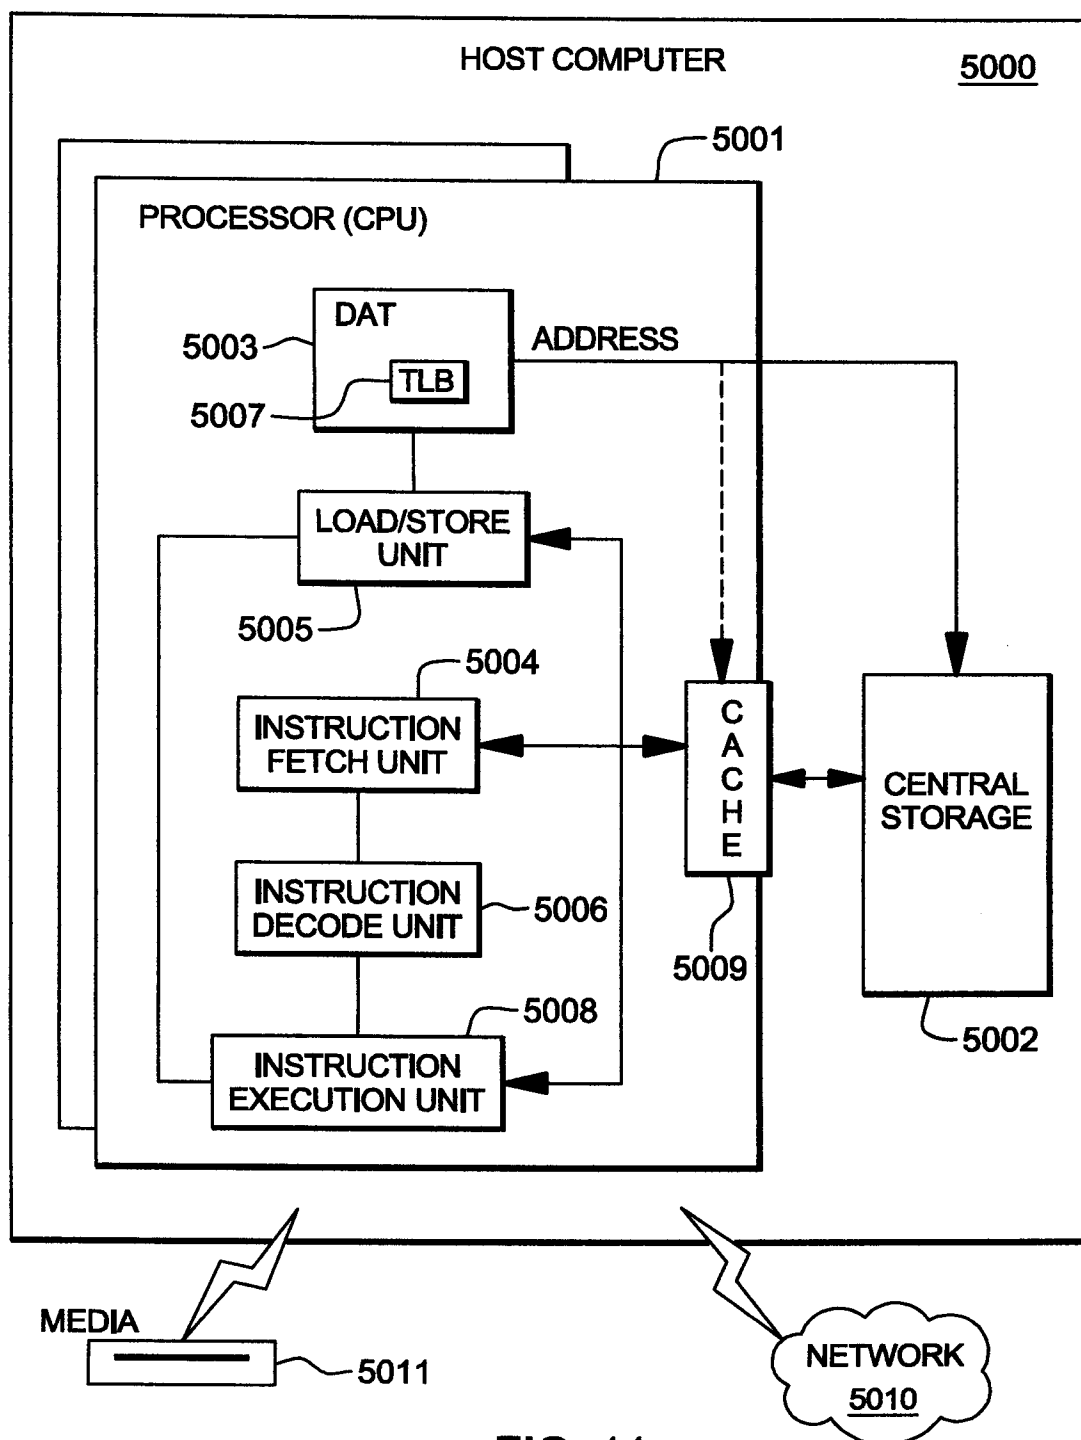 HOST COMPUTER
5000
5001
PROCESSOR (CPU)
DAT
5003
ADDRESS
TLB
5007
LOAD/STORE
UNIT
5005
5004
INSTRUCTION
FETCH UNIT
CACHE
CENTRAL
STORAGE
INSTRUCTION
DECODE UNIT
5006
5009
5008
5002
INSTRUCTION
EXECUTION UNIT
MEDIA
5011
NETWORK
5010